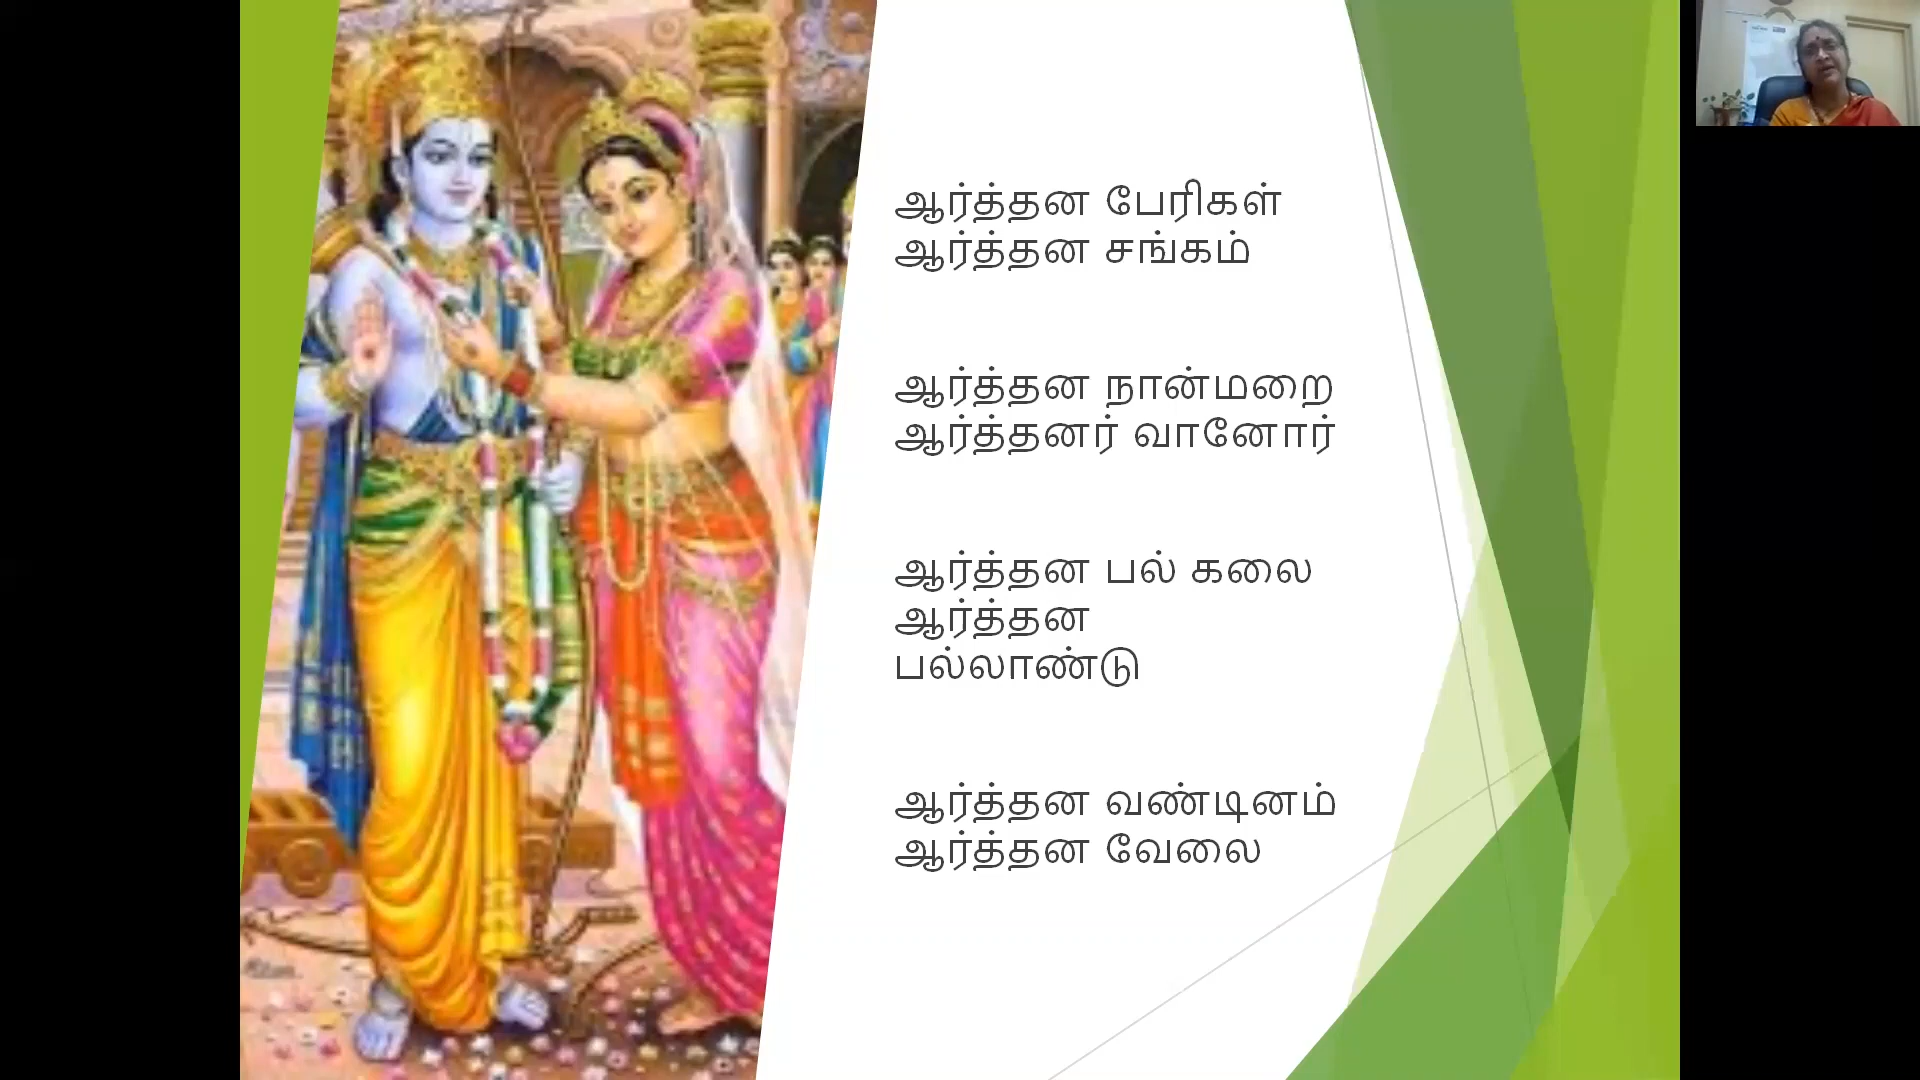 ஆர்த்தன பேரிகள்
ஆர்த்தன சங்கம்
ஆர்த்தன நான்மறை
ஆர்த்தனர் வானோர்
ஆர்த்தன பல் கலை
ஆர்த்தன
பல்லாண்டு
ஆர்த்தன வண்டினம்
ஆர்த்தன வேலை